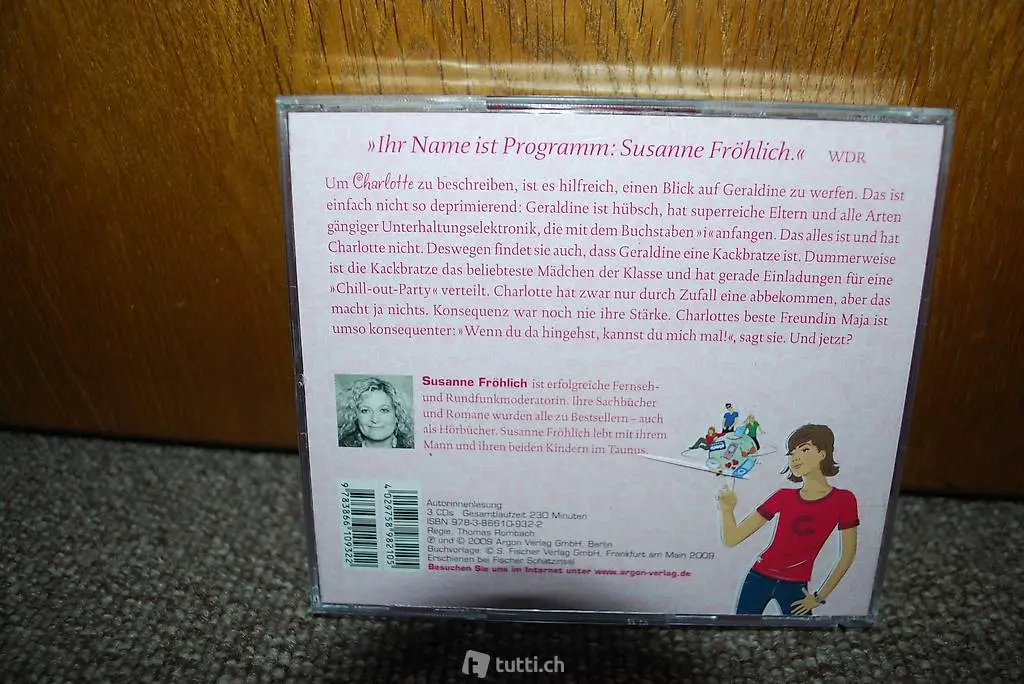 »Ihr Name ist Programm: Susanne Fröhlich.« WDR
Um Charlotte zu beschreiben, ist es hilfreich, einen Blick auf Geraldine zu werfen. Das ist
einfach nicht so deprimierend: Geraldine ist hübsch, hat superreiche Eltern und alle Arten
gängiger Unterhaltungselektronik, die mit dem Buchstaben »i« anfangen. Das alles ist und hat
Charlotte nicht. Deswegen findet sie auch, dass Geraldine eine Kackbratze ist. Dummerweise
ist die Kackbratze das beliebteste Mädchen der Klasse und hat gerade Einladungen für eine
»Chill-out-Party« verteilt. Charlotte hat zwar nur durch Zufall eine abbekommen, aber das
macht ja nichts. Konsequenz war noch nie ihre Stärke. Charlottes beste Freundin Maja ist
umso konsequenter: »Wenn du da hingehst, kannst du mich mal!«, sagt sie. Und jetzt?
Susanne Fröhlich ist erfolgreiche Fernseh-
und Rundfunkmoderatorin. Ihre Sachbücher
und Romane wurden alle zu Bestsellern – auch
als Hörbücher. Susanne Fröhlich lebt mit ihrem
Mann und ihren beiden Kindern im Taunus.
9 783866 109322
4 029758 982105
Autorinnenlesung
3 CDs Gesamtlaufzeit 230 Minuten
ISBN 978-3-86610-932-2
Regie: Thomas Rombach
℗ und © 2009 Argon Verlag GmbH, Berlin
Buchvorlage: © S. Fischer Verlag GmbH, Frankfurt am Main 2009
Erschienen bei Fischer Schatzinsel
Besuchen Sie uns im Internet unter www.argon-verlag.de
C
tutti.ch